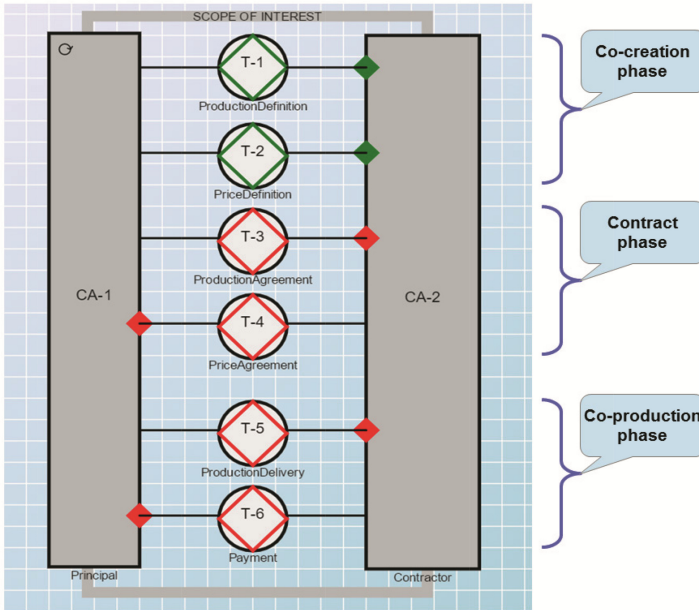 SCOPE OF INTEREST
T-1
ProductionDefinition
T-2
PriceDefinition
T-3
ProductionAgreement
CA-1
CA-2
T-4
PriceAgreement
T-5
ProductionDelivery
T-6
Payment
Principal
Contractor
Co-creation
phase
Contract
phase
Co-production
phase